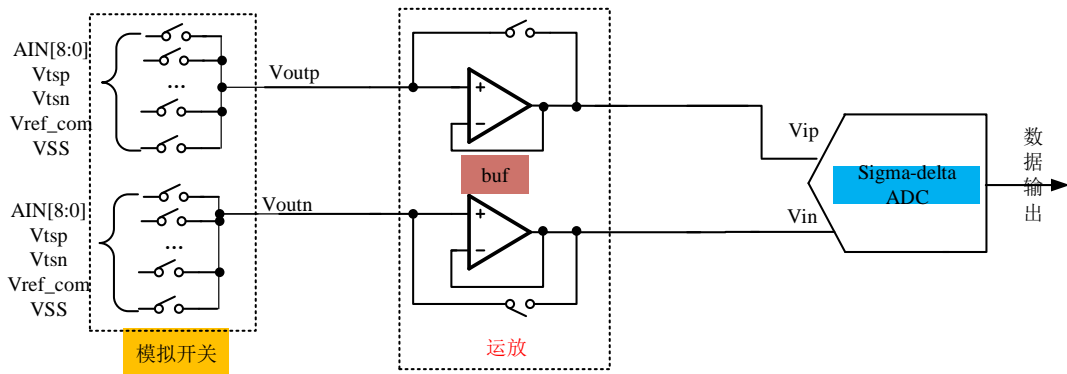 AIN[8:0]
Vtsp
Vtsn
Vref_com
VSS
...
Voutp
+
−
buf
Vip
Sigma-delta
ADC
Vin
数据输出
AIN[8:0]
Vtsp
Vtsn
Vref_com
VSS
...
Voutn
+
−
模拟开关
运放